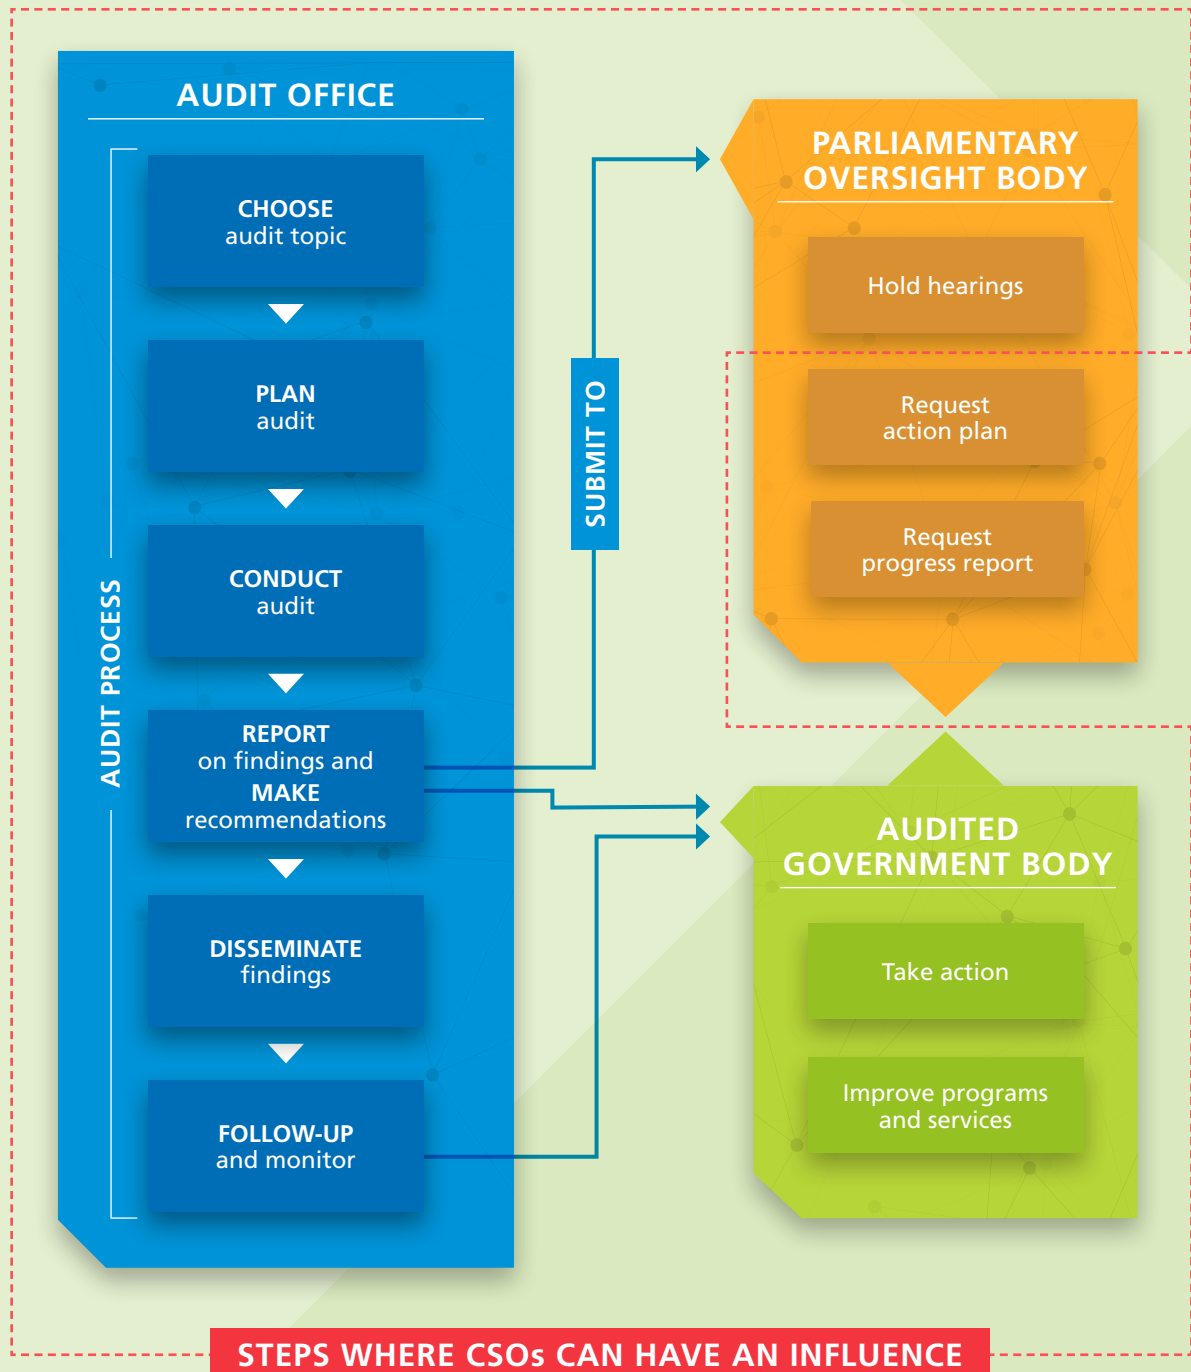 AUDIT OFFICE
AUDIT PROCESS
CHOOSE
audit topic
PLAN
audit
CONDUCT
audit
REPORT
on findings and
MAKE
recommendations
DISSEMINATE
findings
FOLLOW-UP
and monitor
SUBMIT TO
PARLIAMENTARY
OVERSIGHT BODY
Hold hearings
Request
action plan
Request
progress report
AUDITED
GOVERNMENT BODY
Take action
Improve programs
and services
STEPS WHERE CSOs CAN HAVE AN INFLUENCE